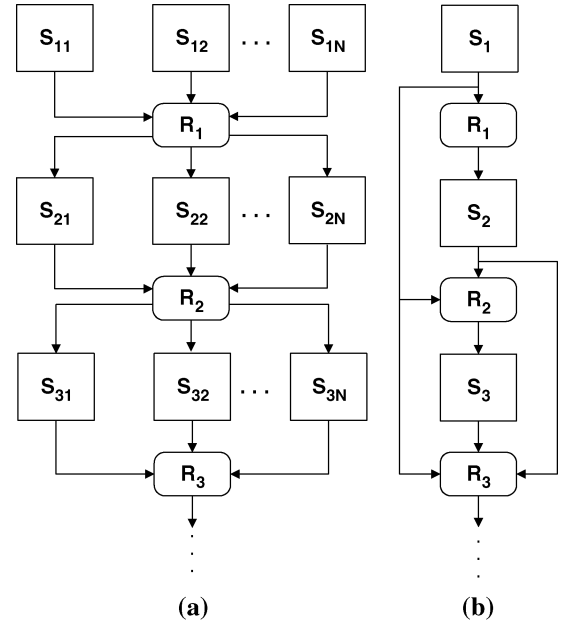 S11 S12 . . . S1N S1
R1 R1
S21 S22 . . . S2N S2
R2 R2
S31 S32 . . . S3N S3
R3 R3
. . . . . .
(a) (b)